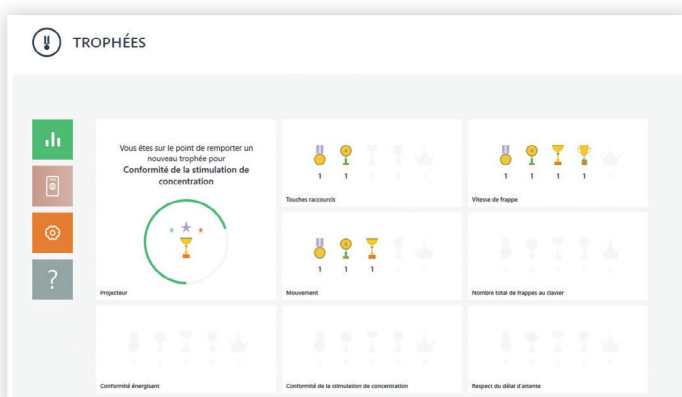 TROPHÉES
Vous êtes sur le point de remporter un
nouveau trophée pour
Conformité de la stimulation de
concentration
Projecteur
1 1
Touches raccourcis
1 1 1 1
Vitesse de frappe
1 1 1
Mouvement
Nombre total de frappes au clavier
?
Conformité énergisant
Conformité de la stimulation de concentration
Respect du délai d'attente